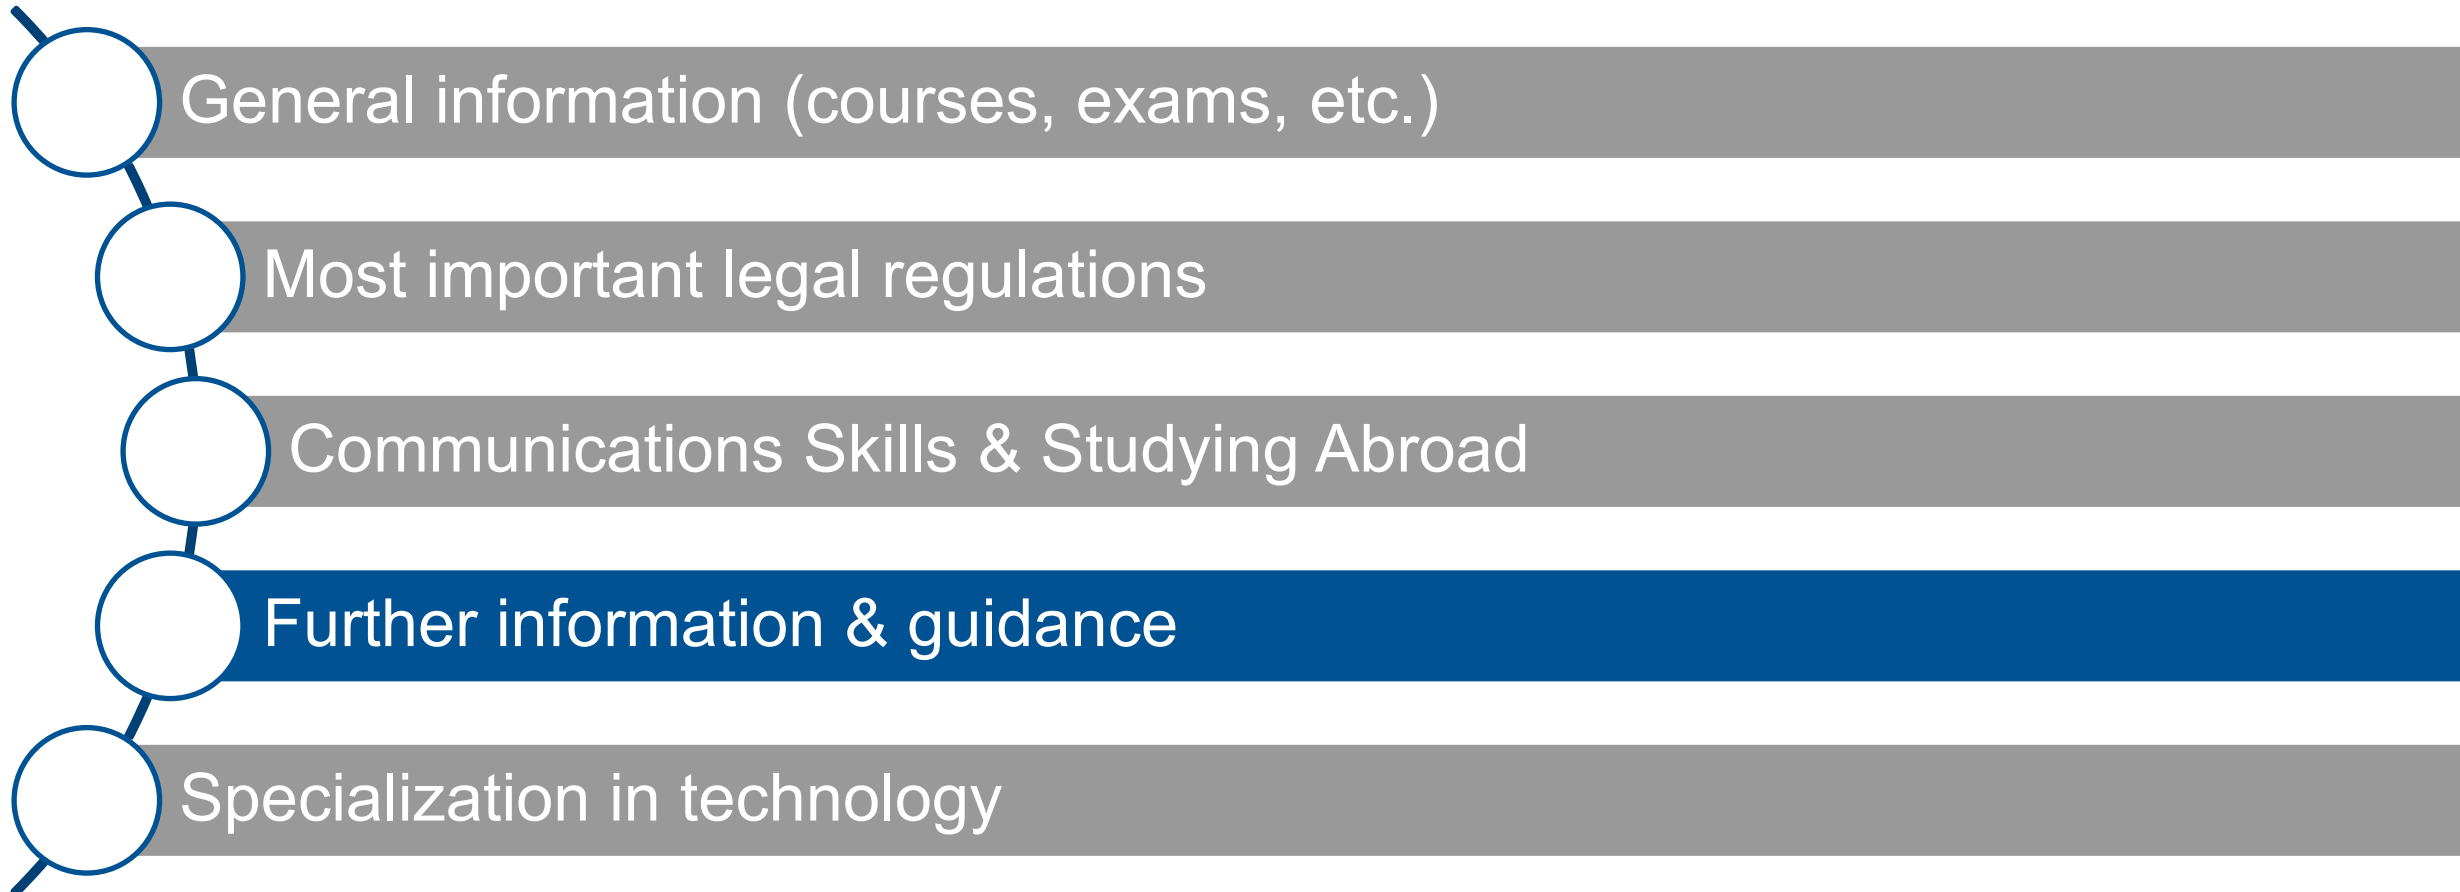 General information (courses, exams, etc.)
Most important legal regulations
Communications Skills & Studying Abroad
Further information & guidance
Specialization in technology